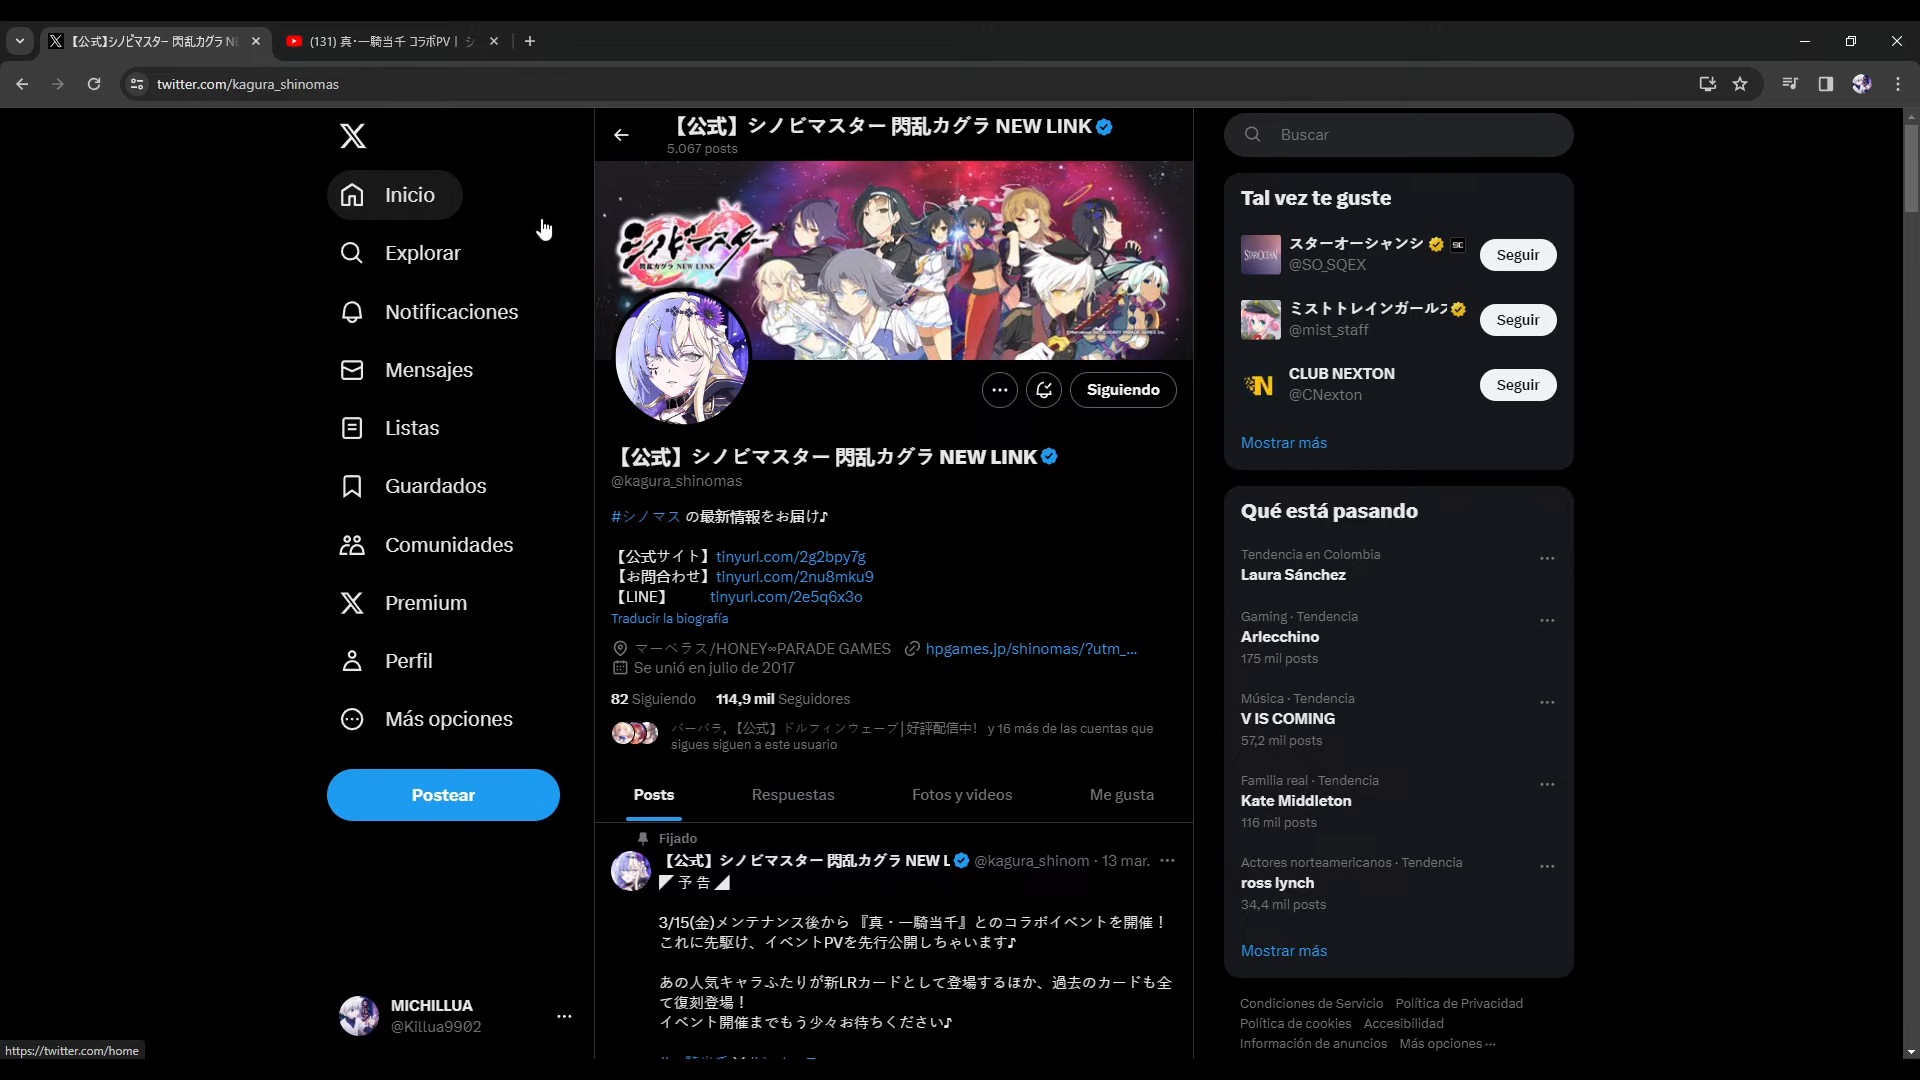 【公式】シノビマスター 閃乱カグラ NE
(131) 真・一騎当千 コラボPV | シ
twitter.com/kagura_shinomas
Inicio
Explorar
Notificaciones
Mensajes
Listas
Guardados
Comunidades
Premium
Perfil
Más opciones
Postear
MICHILLUA
@Killua9902
https://twitter.com/home
【公式】シノビマスター 閃乱カグラ NEW LINK
5.067 posts
シノビマスター
閃乱カグラ NEW LINK
Siguiendo
【公式】シノビマスター 閃乱カグラ NEW LINK
@kagura_shinomas
#シノマス の最新情報をお届け♪
【公式サイト】tinyurl.com/2g2bpy7g
【お問合わせ】tinyurl.com/2nu8mku9
【LINE】 tinyurl.com/2e5q6x3o
Traducir la biografía
マーベラス/HONEY∞PARADE GAMES hpgames.jp/shinomas/?utm_...
Se unió en julio de 2017
82 Siguiendo 114,9 mil Seguidores
バーバラ, 【公式】ドルフィンウェーブ|好評配信中! y 16 más de las cuentas que
sigues siguen a este usuario
Posts Respuestas Fotos y videos Me gusta
Fijado
【公式】シノビマスター 閃乱カグラ NEW L @kagura_shinom · 13 mar.
◤ 予 告 ◢
3/15(金)メンテナンス後から 『真・一騎当千』とのコラボイベントを開催!
これに先駆け、イベントPVを先行公開しちゃいます♪
あの人気キャラふたりが新LRカードとして登場するほか、過去のカードも全
て復刻登場!
イベント開催までもう少々お待ちください♪
Buscar
Tal vez te guste
スターオーシャンシ
@SO_SQEX
Seguir
STAR OCEAN
ミストトレインガールズ
@mist_staff
Seguir
CLUB NEXTON
@CNexton
Seguir
Mostrar más
Qué está pasando
Tendencia en Colombia
Laura Sánchez
Gaming · Tendencia
Arlecchino
175 mil posts
Música · Tendencia
V IS COMING
57,2 mil posts
Familia real · Tendencia
Kate Middleton
116 mil posts
Actores norteamericanos · Tendencia
ross lynch
34,4 mil posts
Mostrar más
Condiciones de Servicio Política de Privacidad
Política de cookies Accesibilidad
Información de anuncios Más opciones ···